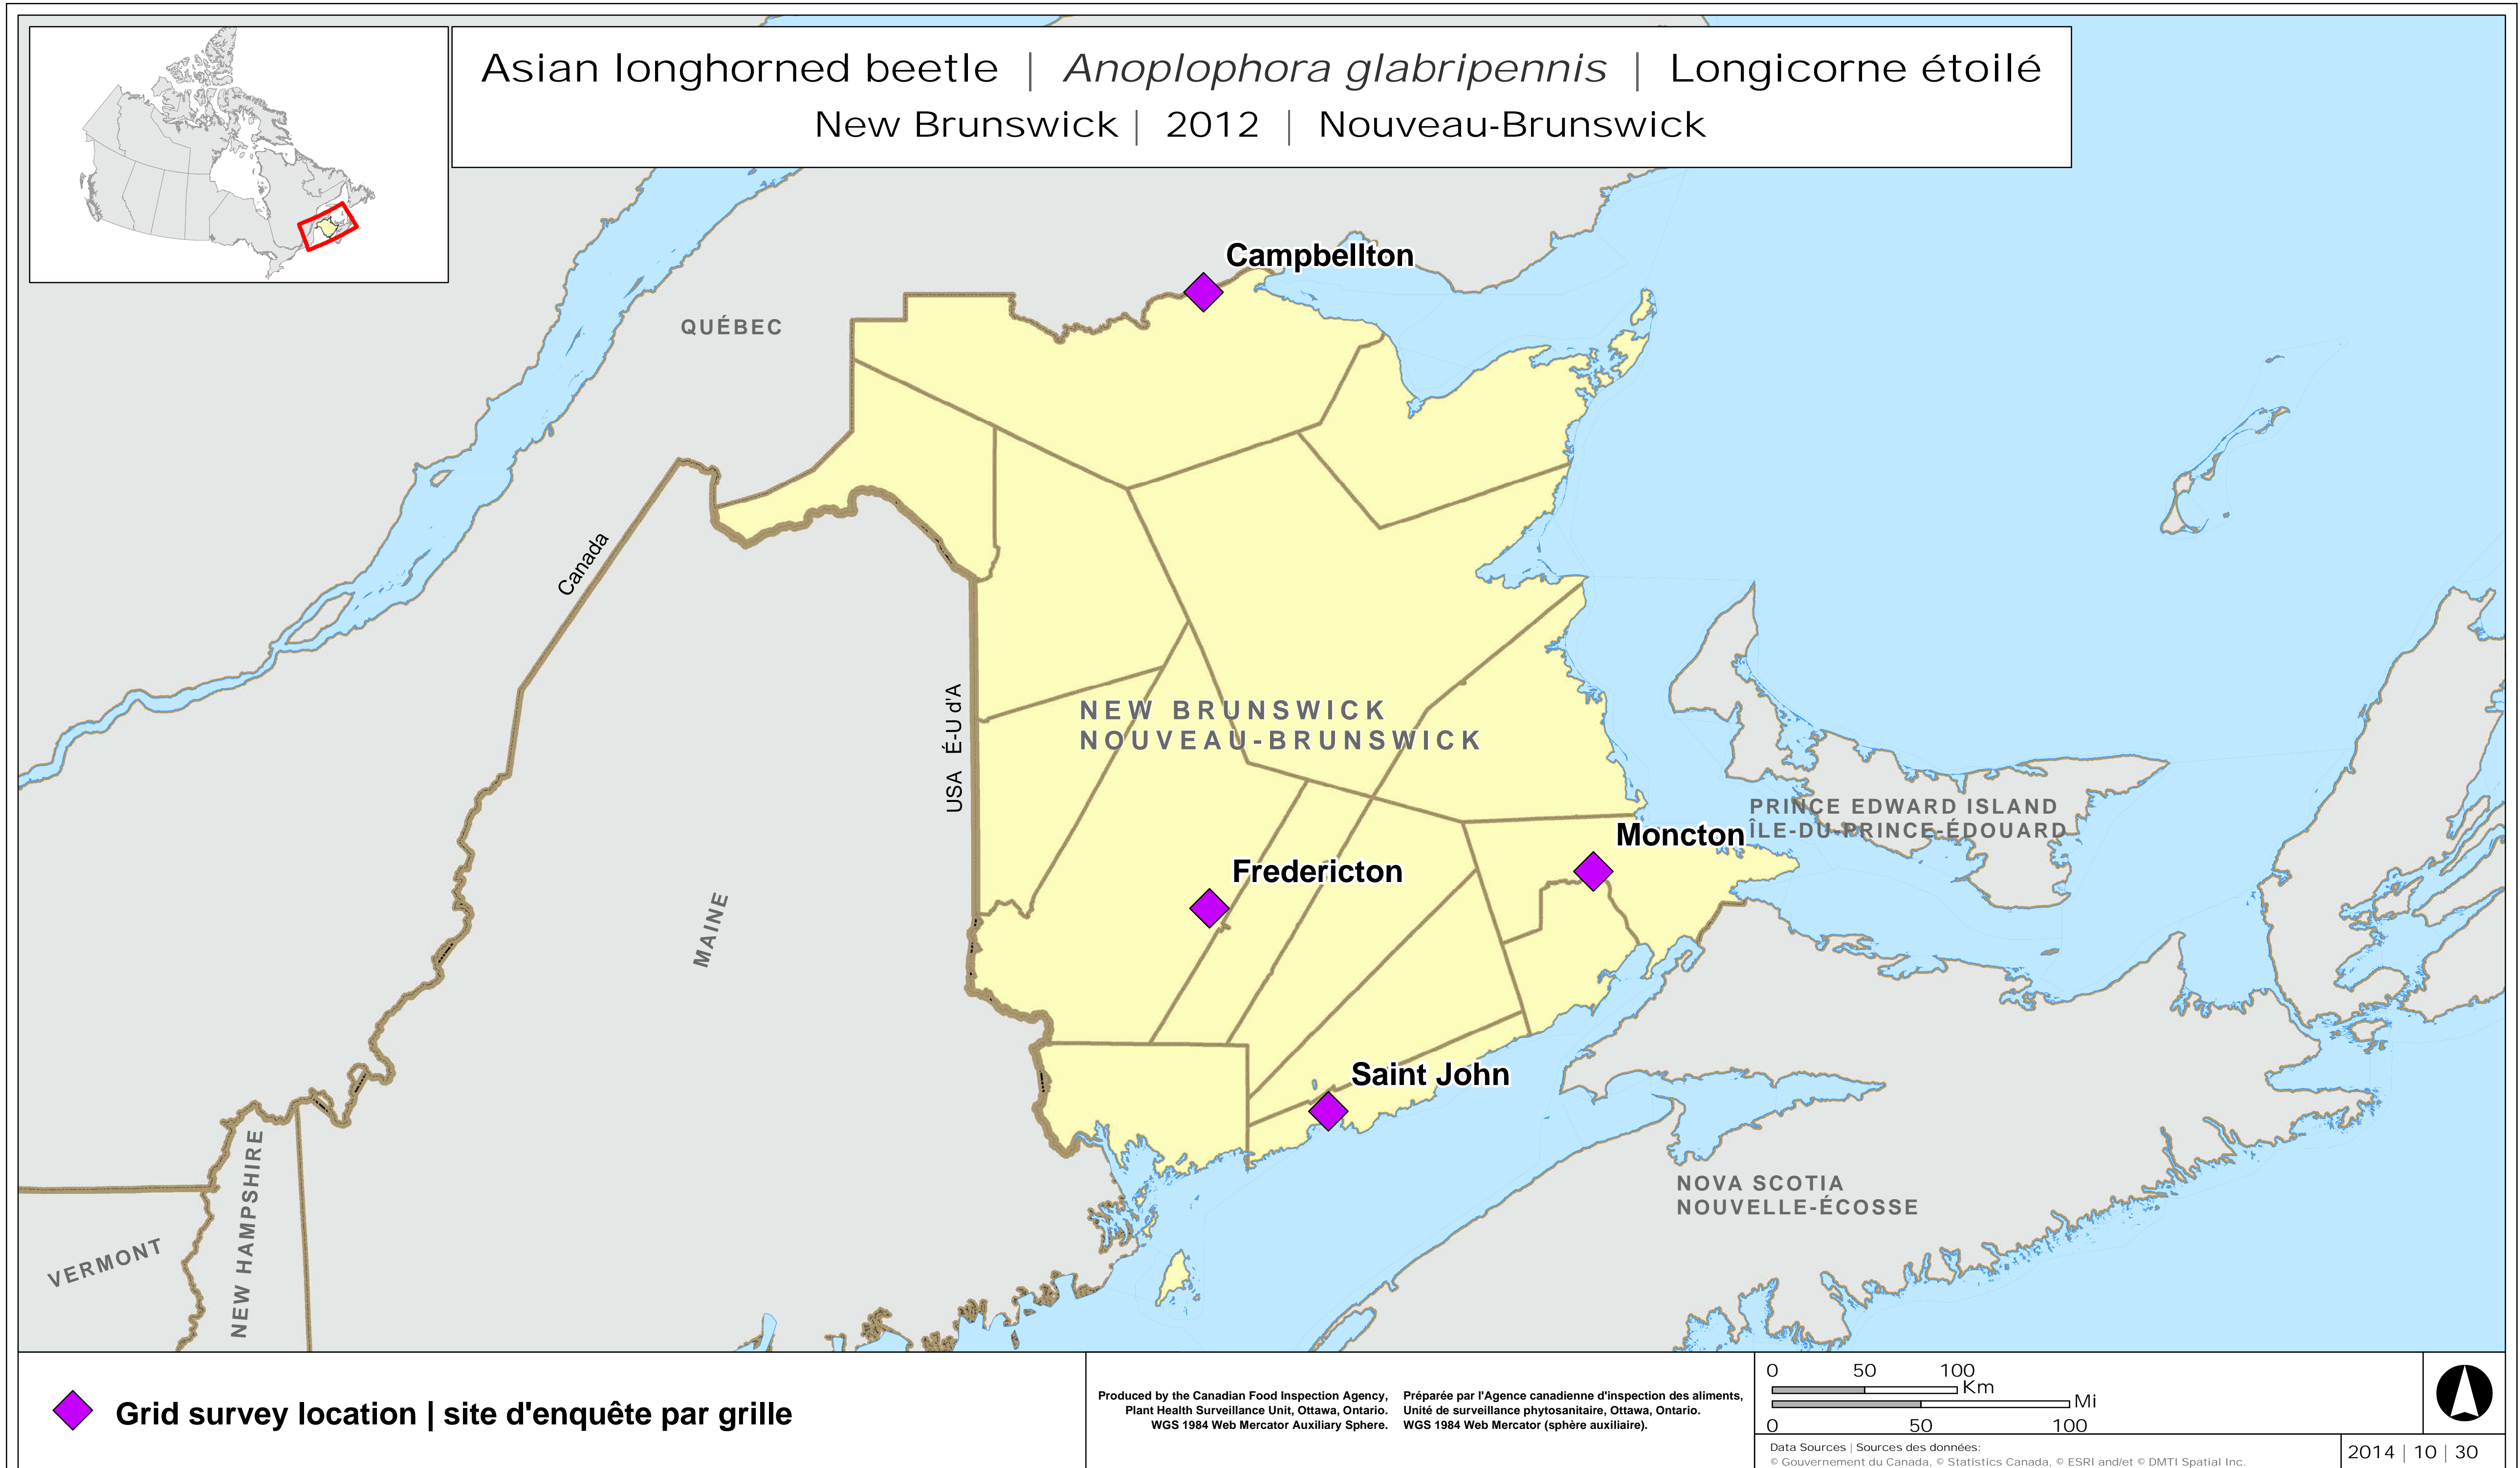 Asian longhorned beetle | Anoplophora glabripennis | Longicorne étoilé
New Brunswick | 2012 | Nouveau-Brunswick
Campbellton
QUÉBEC
Canada
USA É-U d'A
NEW BRUNSWICK
NOUVEAU-BRUNSWICK
PRINCE EDWARD ISLAND
ÎLE-DU-PRINCE-ÉDOUARD
Moncton
Fredericton
MAINE
Saint John
NOVA SCOTIA
NOUVELLE-ÉCOSSE
VERMONT
NEW HAMPSHIRE
Grid survey location | site d'enquête par grille
Produced by the Canadian Food Inspection Agency,
Plant Health Surveillance Unit, Ottawa, Ontario.
WGS 1984 Web Mercator Auxiliary Sphere.
Préparée par l'Agence canadienne d'inspection des aliments,
Unité de surveillance phytosanitaire, Ottawa, Ontario.
WGS 1984 Web Mercator (sphère auxiliaire).
0 50 100
Km
Mi
0 50 100
Data Sources | Sources des données:
© Gouvernement du Canada, © Statistics Canada, © ESRI and/et © DMTI Spatial Inc.
2014 | 10 | 30